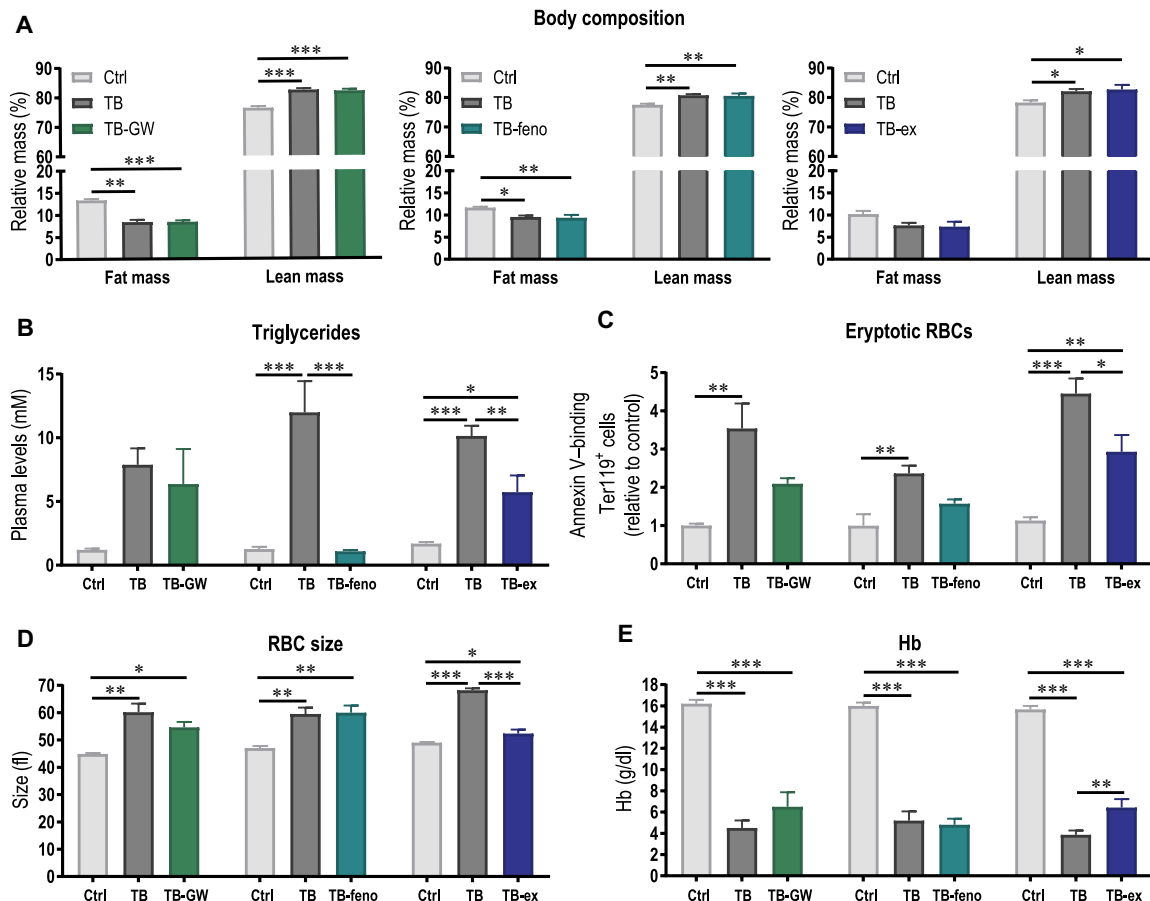 Body composition
A
*** *** ** ***
Ctrl
TB
TB-GW
Relative mass (%)
90
80
70
60
20
15
10
5
0
Fat mass Lean mass
** ** * **
Ctrl
TB
TB-feno
Relative mass (%)
90
80
70
60
20
15
10
5
0
Fat mass Lean mass
* *
Ctrl
TB
TB-ex
Relative mass (%)
90
80
70
60
20
15
10
5
0
Fat mass Lean mass
B
Triglycerides
*** *** * *** **
Plasma levels (mM)
15
10
5
0
Ctrl TB TB-GW Ctrl TB TB-feno Ctrl TB TB-ex
C
Eryptotic RBCs
** ** ** *** *
Annexin V–binding
Ter119+ cells
(relative to control)
5
4
3
2
1
0
Ctrl TB TB-GW Ctrl TB TB-feno Ctrl TB TB-ex
D
RBC size
* ** ** ** * *** ***
Size (fl)
70
60
50
40
30
20
10
0
Ctrl TB TB-GW Ctrl TB TB-feno Ctrl TB TB-ex
E
Hb
*** *** *** *** *** *** **
Hb (g/dl)
18
16
14
12
10
8
6
4
2
0
Ctrl TB TB-GW Ctrl TB TB-feno Ctrl TB TB-ex